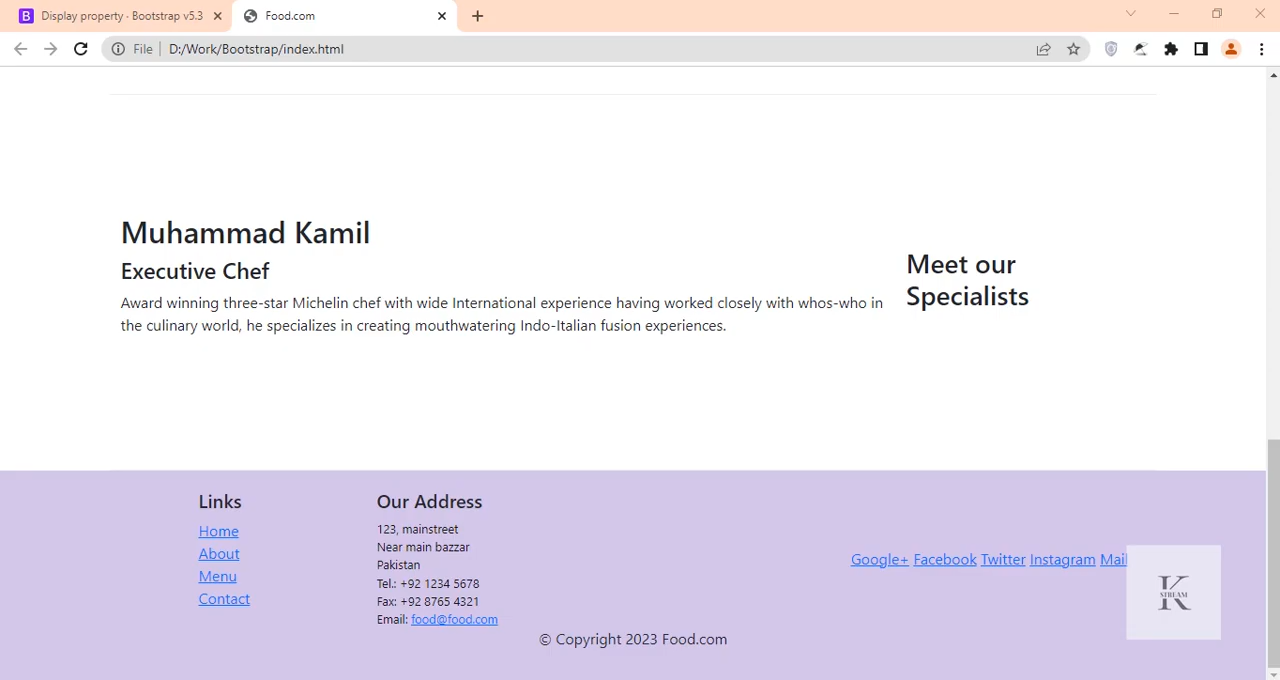 Display property · Bootstrap v5.3
Food.com
File
D:/Work/Bootstrap/index.html
Muhammad Kamil
Executive Chef
Award winning three-star Michelin chef with wide International experience having worked closely with whos-who in
the culinary world, he specializes in creating mouthwatering Indo-Italian fusion experiences.
Meet our
Specialists
Links
Home
About
Menu
Contact
Our Address
123, mainstreet
Near main bazzar
Pakistan
Tel.: +92 1234 5678
Fax: +92 8765 4321
Email: food@food.com
Google+ Facebook Twitter Instagram Mail
K
STREAM
© Copyright 2023 Food.com